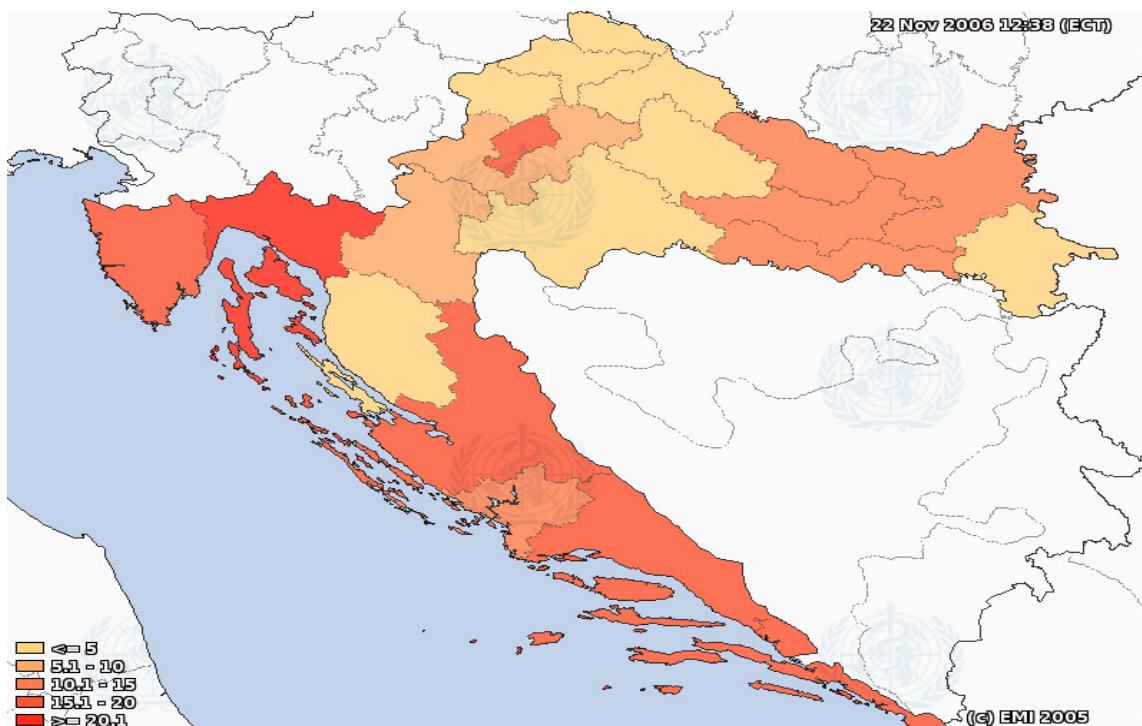 22 Nov 2006 12:38 (ECT)
<= 5
5.1 - 10
10.1 - 15
15.1 - 20
>= 20.1
(c) EMI 2005